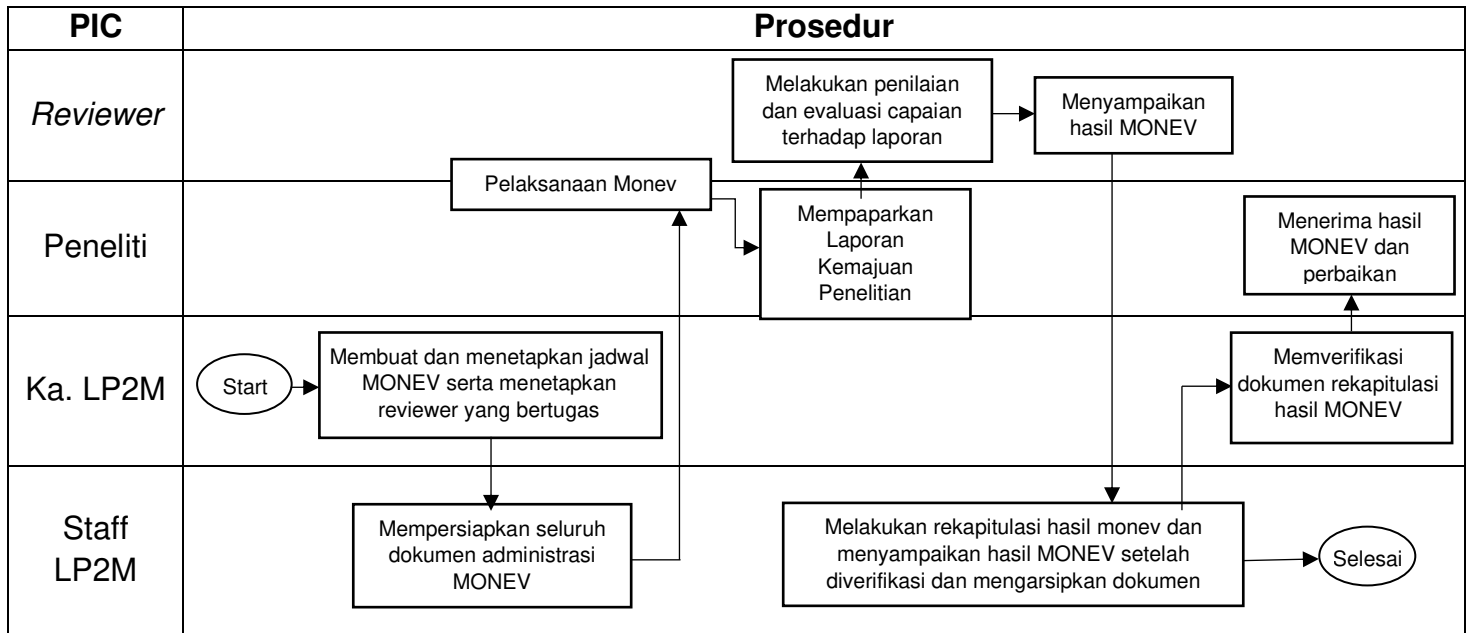 PIC
Prosedur
Reviewer
Melakukan penilaian
dan evaluasi capaian
terhadap laporan
Menyampaikan
hasil MONEV
Pelaksanaan Monev
Peneliti
Mempaparkan
Laporan
Kemajuan
Penelitian
Menerima hasil
MONEV dan
perbaikan
Ka. LP2M
Start
Membuat dan menetapkan jadwal
MONEV serta menetapkan
reviewer yang bertugas
Memverifikasi
dokumen rekapitulasi
hasil MONEV
Staff
LP2M
Mempersiapkan seluruh
dokumen administrasi
MONEV
Melakukan rekapitulasi hasil monev dan
menyampaikan hasil MONEV setelah
diverifikasi dan mengarsipkan dokumen
Selesai